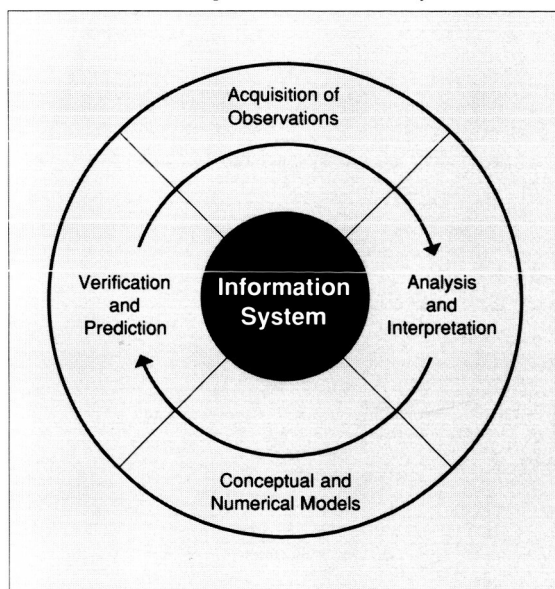 Acquisition of
Observations
Verification
and
Prediction
Information
System
Analysis
and
Interpretation
Conceptual and
Numerical Models